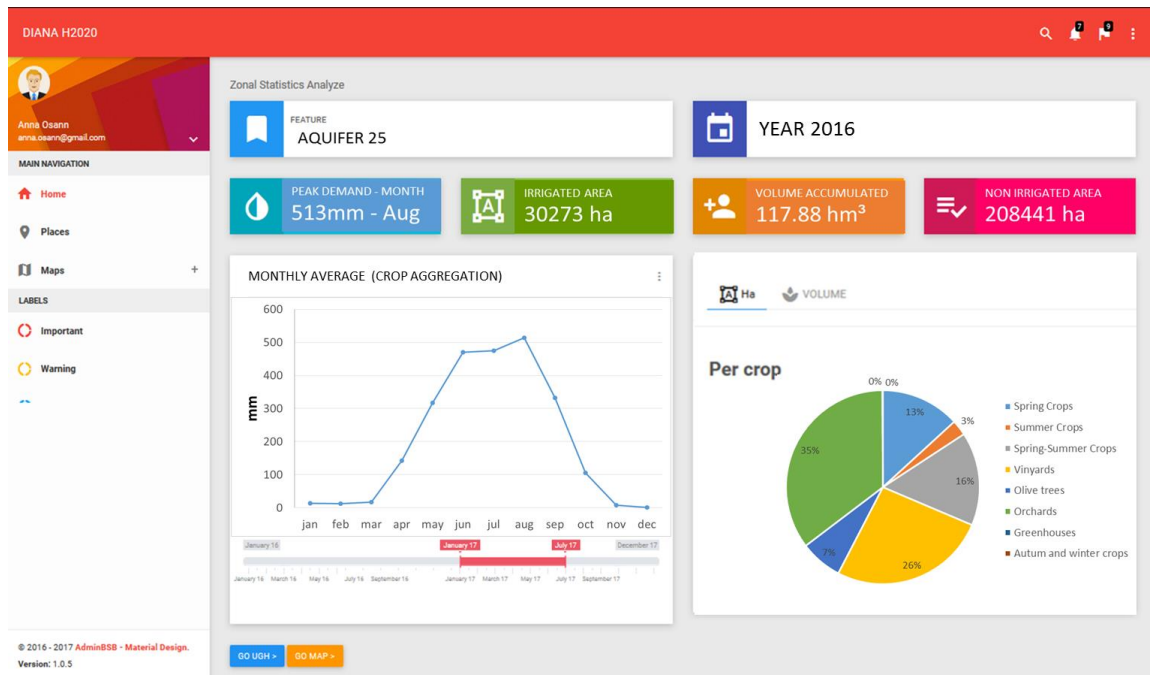 DIANA H2020
7
9
Anna Osann
anna.osann@gmail.com
MAIN NAVIGATION
Home
Places
Maps
+
LABELS
Important
Warning
© 2016 - 2017 AdminBSB - Material Design.
Version: 1.0.5
Zonal Statistics Analyze
FEATURE
AQUIFER 25
YEAR 2016
PEAK DEMAND - MONTH
513mm - Aug
IRRIGATED AREA
30273 ha
VOLUME ACCUMULATED
117.88 hm³
NON IRRIGATED AREA
208441 ha
MONTHLY AVERAGE (CROP AGGREGATION)
600
500
400
300
200
100
0
mm
jan feb mar apr may jun jul aug sep oct nov dec
January 16 January 17 July 17 December 17
January 16 March 16 May 16 July 16 September 16 January 17 March 17 May 17 July 17 September 17
GO UGH >
GO MAP >
A Ha
VOLUME
Per crop
0% 0%
13%
3%
16%
26%
7%
35%
Spring Crops
Summer Crops
Spring-Summer Crops
Vinyards
Olive trees
Orchards
Greenhouses
Autum and winter crops